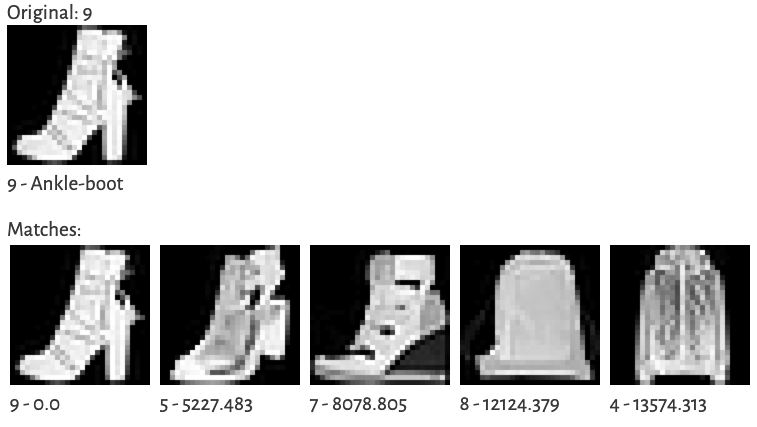 Original: 9
9 - Ankle-boot
Matches:
9 - 0.0
5 - 5227.483
7 - 8078.805
8 - 12124.379
4 - 13574.313